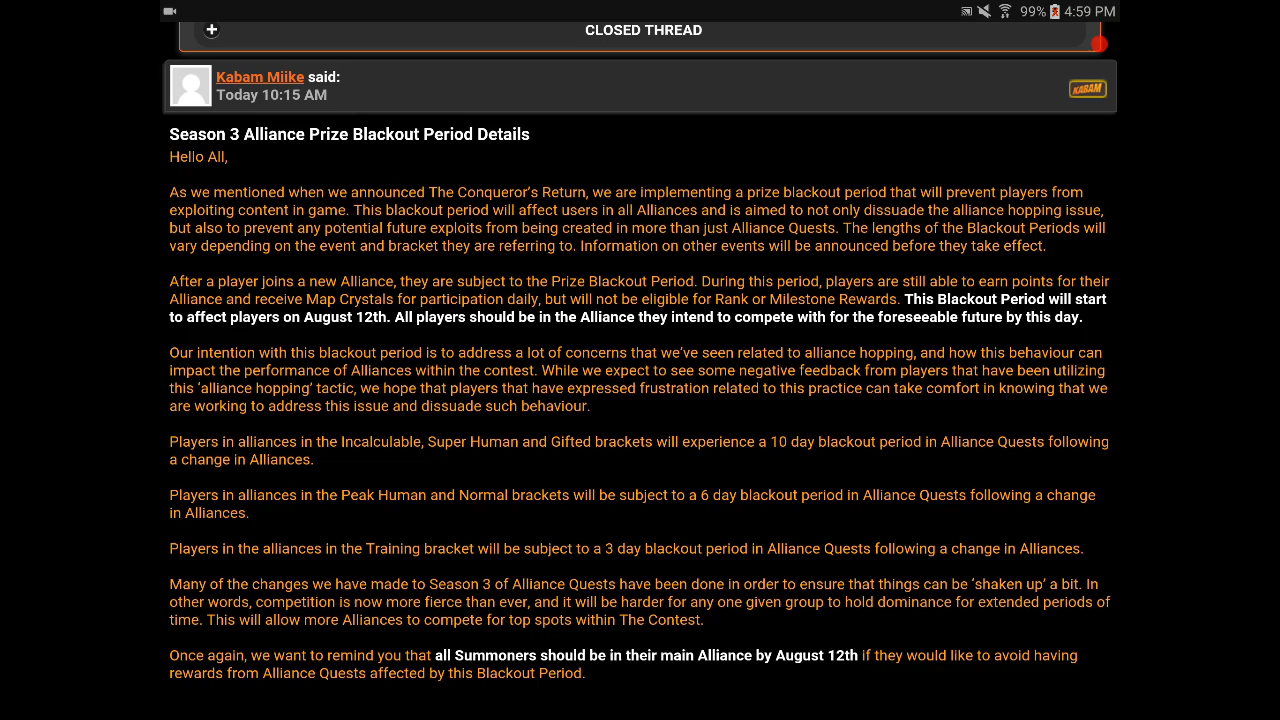 99% 4:59 PM
CLOSED THREAD
Kabam Miike said:
Today 10:15 AM
KABAM
Season 3 Alliance Prize Blackout Period Details
Hello All,
As we mentioned when we announced The Conqueror's Return, we are implementing a prize blackout period that will prevent players from
exploiting content in game. This blackout period will affect users in all Alliances and is aimed to not only dissuade the alliance hopping issue,
but also to prevent any potential future exploits from being created in more than just Alliance Quests. The lengths of the Blackout Periods will
vary depending on the event and bracket they are referring to. Information on other events will be announced before they take effect.
After a player joins a new Alliance, they are subject to the Prize Blackout Period. During this period, players are still able to earn points for their
Alliance and receive Map Crystals for participation daily, but will not be eligible for Rank or Milestone Rewards. This Blackout Period will start
to affect players on August 12th. All players should be in the Alliance they intend to compete with for the foreseeable future by this day.
Our intention with this blackout period is to address a lot of concerns that we've seen related to alliance hopping, and how this behaviour can
impact the performance of Alliances within the contest. While we expect to see some negative feedback from players that have been utilizing
this 'alliance hopping' tactic, we hope that players that have expressed frustration related to this practice can take comfort in knowing that we
are working to address this issue and dissuade such behaviour.
Players in alliances in the Incalculable, Super Human and Gifted brackets will experience a 10 day blackout period in Alliance Quests following
a change in Alliances.
Players in alliances in the Peak Human and Normal brackets will be subject to a 6 day blackout period in Alliance Quests following a change
in Alliances.
Players in the alliances in the Training bracket will be subject to a 3 day blackout period in Alliance Quests following a change in Alliances.
Many of the changes we have made to Season 3 of Alliance Quests have been done in order to ensure that things can be 'shaken up' a bit. In
other words, competition is now more fierce than ever, and it will be harder for any one given group to hold dominance for extended periods of
time. This will allow more Alliances to compete for top spots within The Contest.
Once again, we want to remind you that all Summoners should be in their main Alliance by August 12th if they would like to avoid having
rewards from Alliance Quests affected by this Blackout Period.